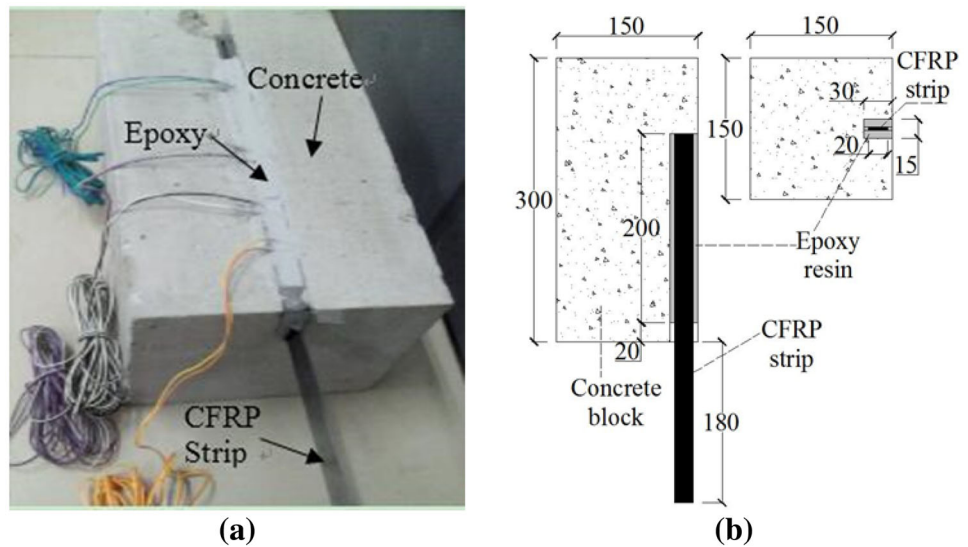 Concrete
Epoxy
CFRP
Strip
(a)
150
150
CFRP
strip
30
300
200
150
20
15
Epoxy
resin
20
CFRP
strip
Concrete
block
180
(b)